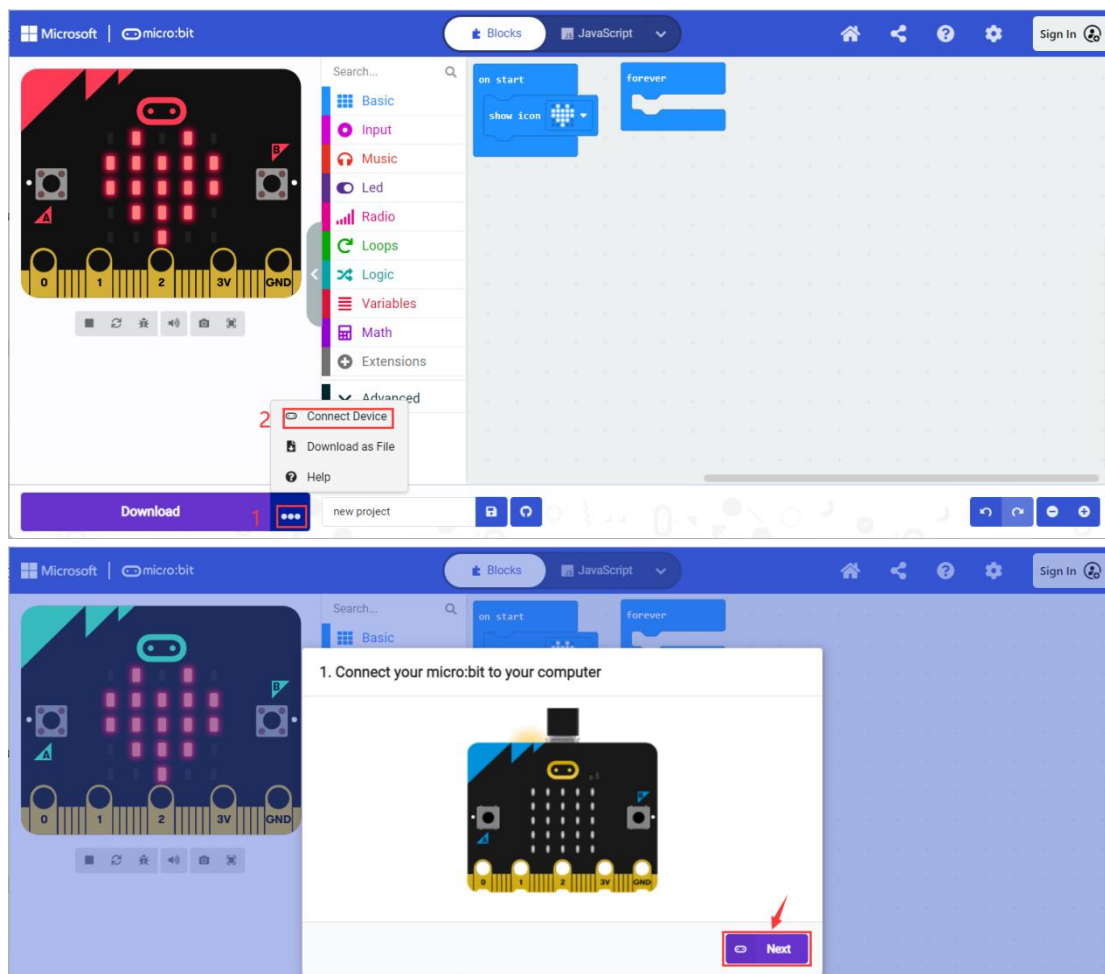 Microsoft | micro:bit Blocks JavaScript Sign In
Search...
Basic
Input
Music
Led
Radio
Loops
Logic
Variables
Math
Extensions
Advanced
on start
show icon
forever
B
A
0 1 2 3V GND
2 Connect Device
Download as File
Help
Download 1 new project
Microsoft | micro:bit Blocks JavaScript Sign In
Search...
Basic
on start
forever
B
A
0 1 2 3V GND
1. Connect your micro:bit to your computer
B
A
0 1 2 3V GND
Next